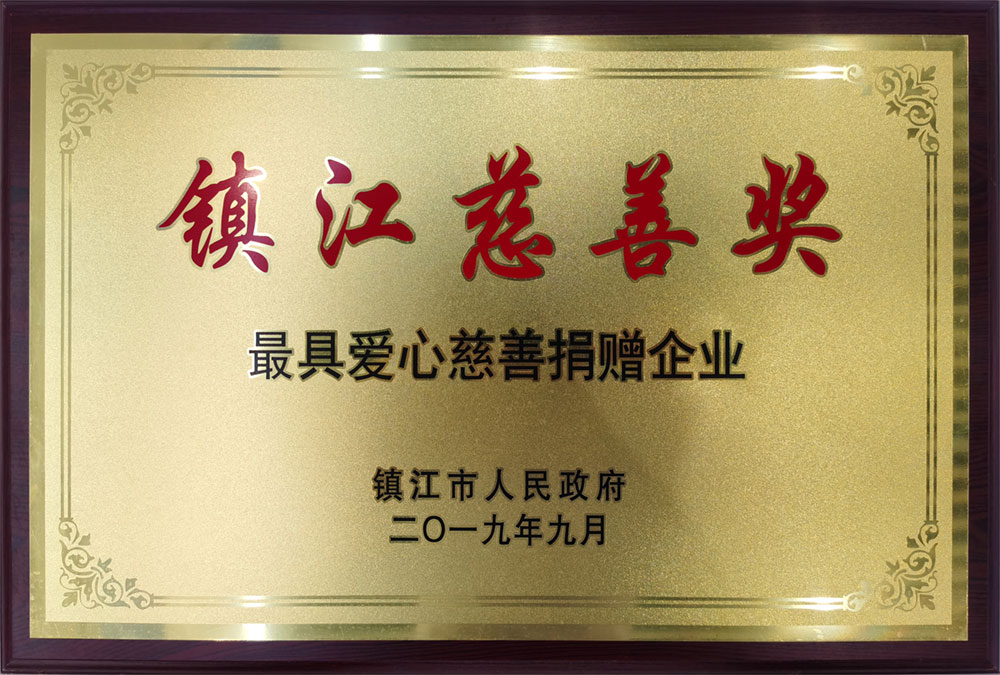 镇江慈善奖
最具爱心慈善捐赠企业
镇江市人民政府
二〇一九年九月